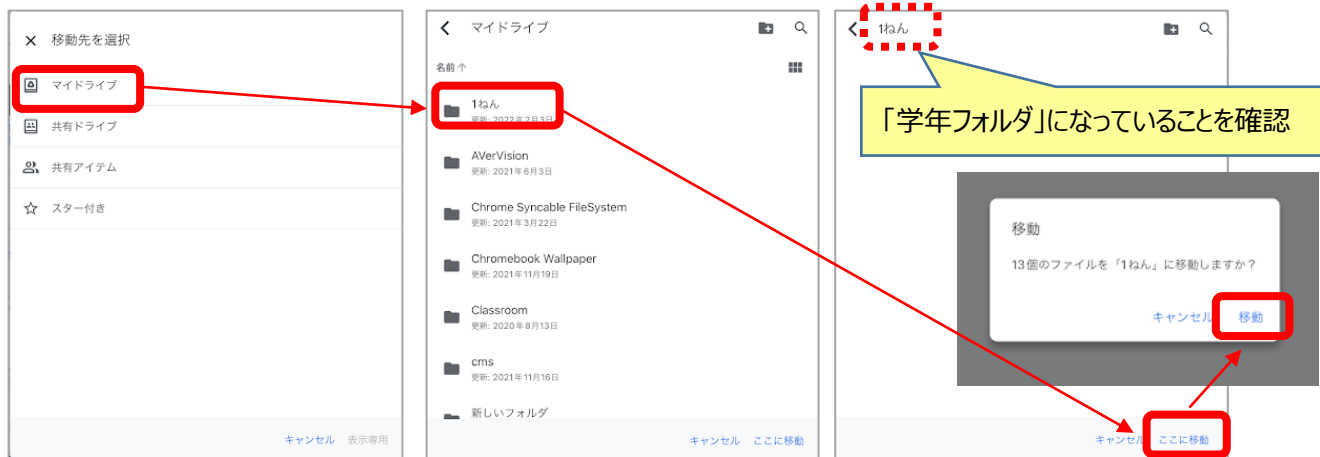 移動先を選択
マイドライブ
共有ドライブ
共有アイテム
スター付き
キャンセル 表示専用
マイドライブ
名前 ↑
1ねん
更新: 2022年2月3日
AVerVision
更新: 2021年6月3日
Chrome Syncable FileSystem
更新: 2021年3月22日
Chromebook Wallpaper
更新: 2021年11月19日
Classroom
更新: 2020年8月13日
cms
更新: 2021年11月16日
新しいフォルダ
キャンセル ここに移動
1ねん
「学年フォルダ」になっていることを確認
移動
13個のファイルを「1ねん」に移動しますか？
キャンセル 移動
キャンセル ここに移動